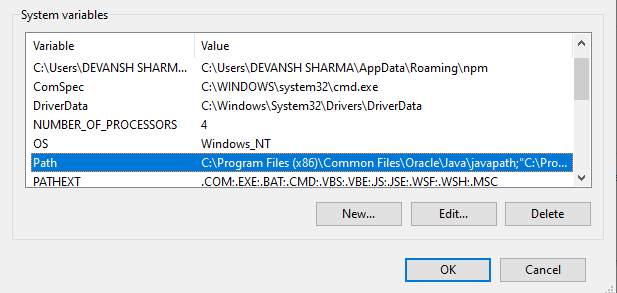 System variables
Variable Value
C:\Users\DEVANSH SHARM... C:\Users\DEVANSH SHARMA\AppData\Roaming\npm
ComSpec C:\WINDOWS\system32\cmd.exe
DriverData C:\Windows\System32\Drivers\DriverData
NUMBER_OF_PROCESSORS 4
OS Windows_NT
Path C:\Program Files (x86)\Common Files\Oracle\Java\javapath;"C:\Pro...
PATHEXT .COM;.EXE;.BAT;.CMD;.VBS;.VBE;.JS;.JSE;.WSF;.WSH;.MSC
New... Edit... Delete
OK Cancel